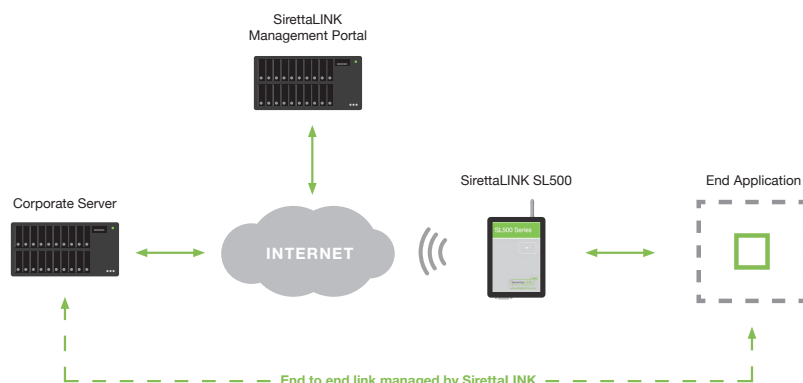 SirettaLINK
Management Portal
SirettaLINK SL500
End Application
Corporate Server
SL500 Series
INTERNET
End to end link managed by SirettaLINK